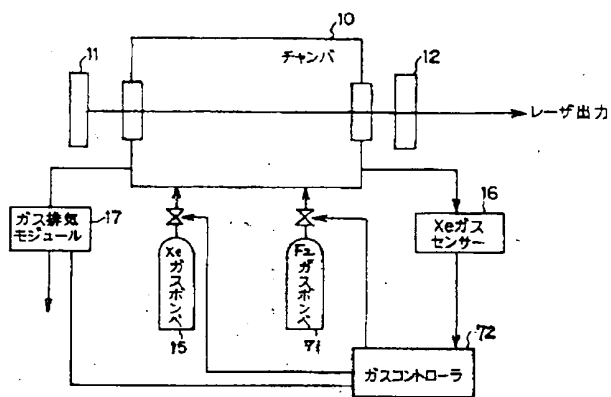 10
チャンバ
11
12
レーザ出力
ガス排気
モジュール
17
16
Xeガス
センサー
Xe
ガスボンベ
15
F2
ガスボンベ
71
72
ガスコントローラ